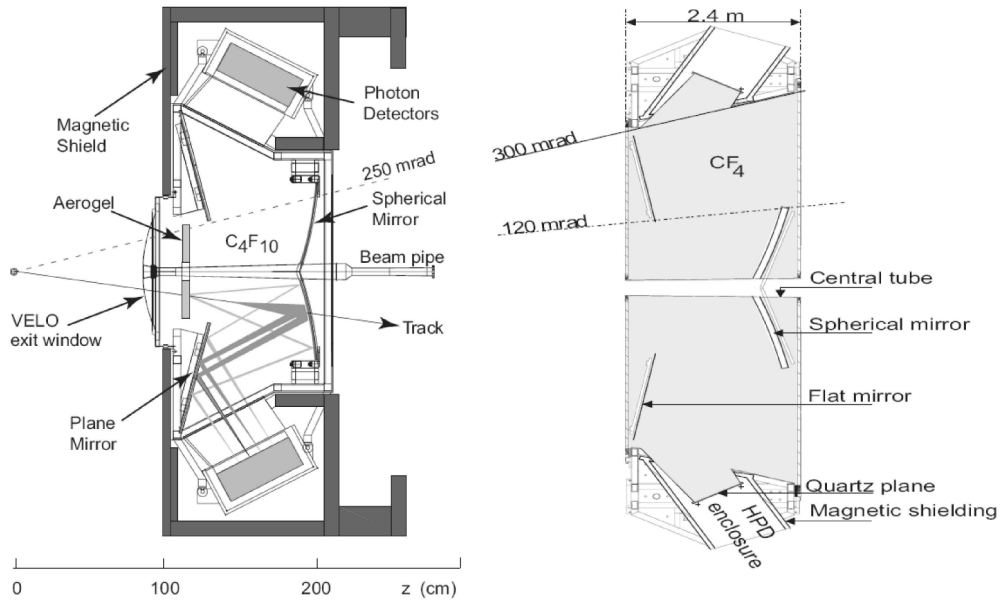 Magnetic
Shield
Aerogel
VELO
exit window
Plane
Mirror
C4F10
Photon
Detectors
250 mrad
Spherical
Mirror
Beam pipe
Track
0
100
200
z (cm)
2.4 m
300 mrad
CF4
120 mrad
Central tube
Spherical mirror
Flat mirror
Quartz plane
Magnetic shielding
HPD
enclosure